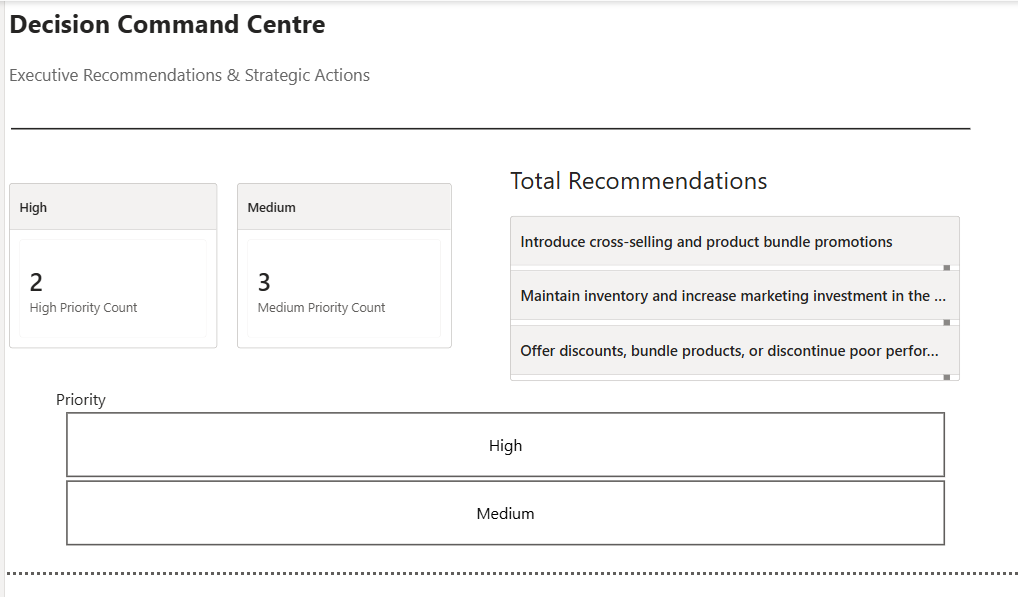 Decision Command Centre
Executive Recommendations & Strategic Actions
High
2
High Priority Count
Medium
3
Medium Priority Count
Total Recommendations
Introduce cross-selling and product bundle promotions
Maintain inventory and increase marketing investment in the ...
Offer discounts, bundle products, or discontinue poor perfor...
Priority
High
Medium